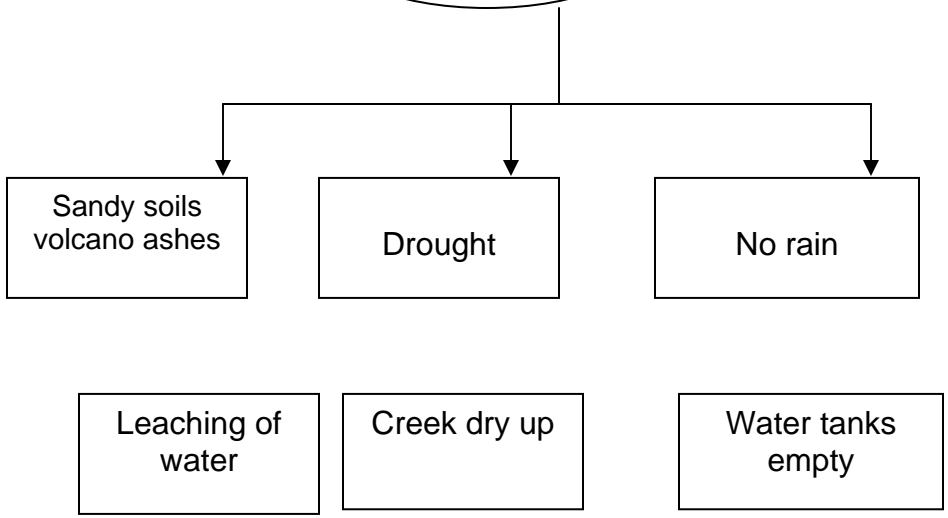 Sandy soils
volcano ashes
Drought
No rain
Leaching of
water
Creek dry up
Water tanks
empty